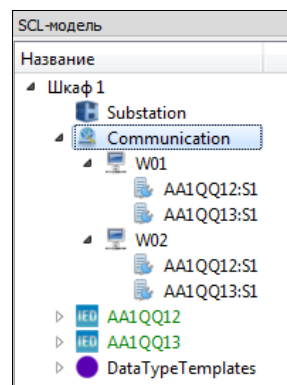 SCL-модель
Название
Шкаф 1
Substation
Communication
W01
AA1QQ12:S1
AA1QQ13:S1
W02
AA1QQ12:S1
AA1QQ13:S1
IED AA1QQ12
IED AA1QQ13
DataTypeTemplates